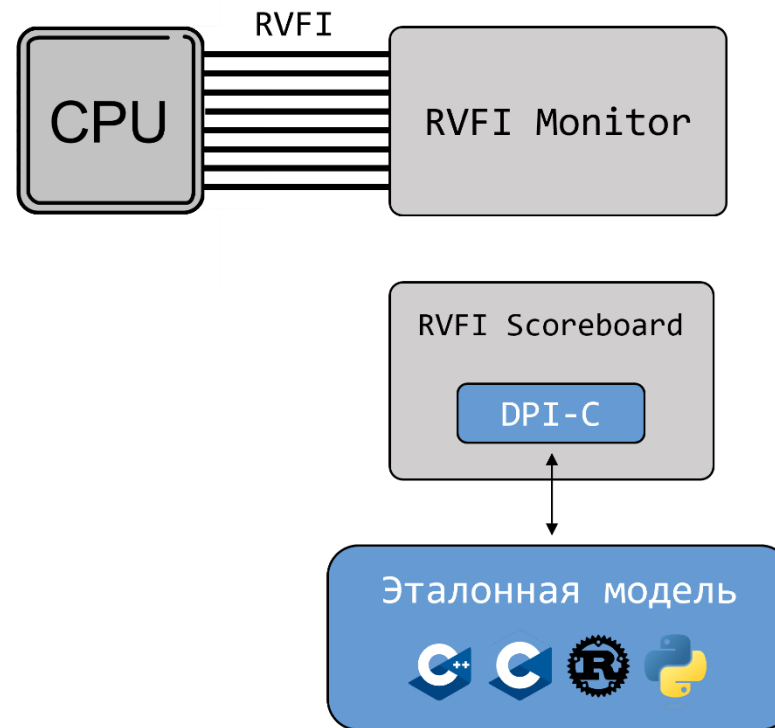 RVFI
CPU
RVFI Monitor
RVFI Scoreboard
DPI-C
Эталонная модель
C++ C R